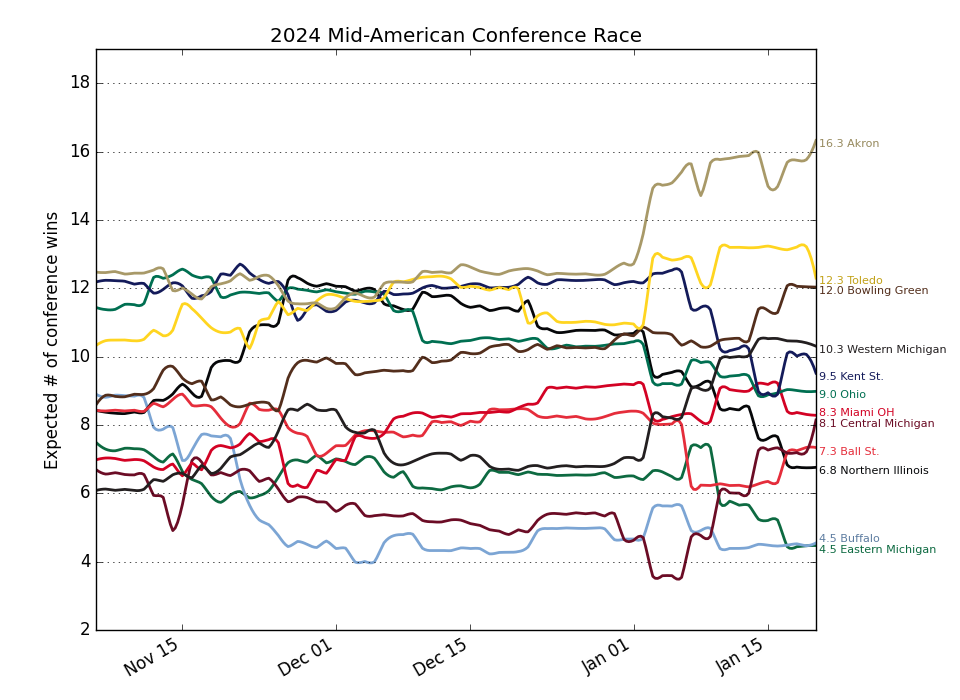 2024 Mid-American Conference Race
Expected # of conference wins
18
16
14
12
10
8
6
4
2
16.3 Akron
12.3 Toledo
12.0 Bowling Green
10.3 Western Michigan
9.5 Kent St.
9.0 Ohio
8.3 Miami OH
8.1 Central Michigan
7.3 Ball St.
6.8 Northern Illinois
4.5 Buffalo
4.5 Eastern Michigan
Nov 15
Dec 01
Dec 15
Jan 01
Jan 15